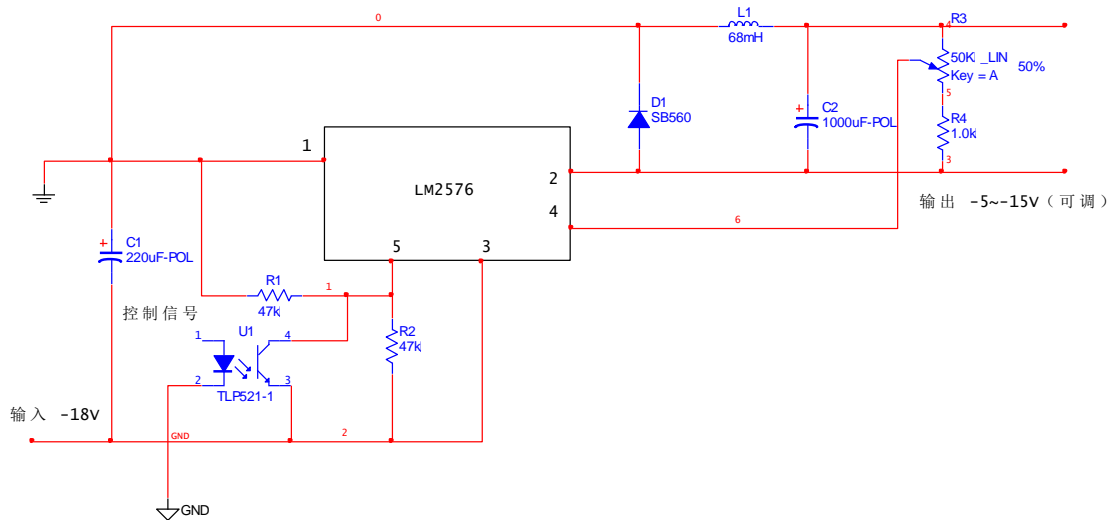 0
L1
68mH
4
R3
50K _LIN
Key = A
50%
5
R4
1.0k
3
D1
SB560
+
C2
1000uF-POL
1
LM2576
2
4
输出 -5~-15V（可调）
6
5
3
+
C1
220uF-POL
R1
47k
1
控制信号
U1
1
4
2
3
TLP521-1
R2
47k
输入 -18V
GND
2
GND